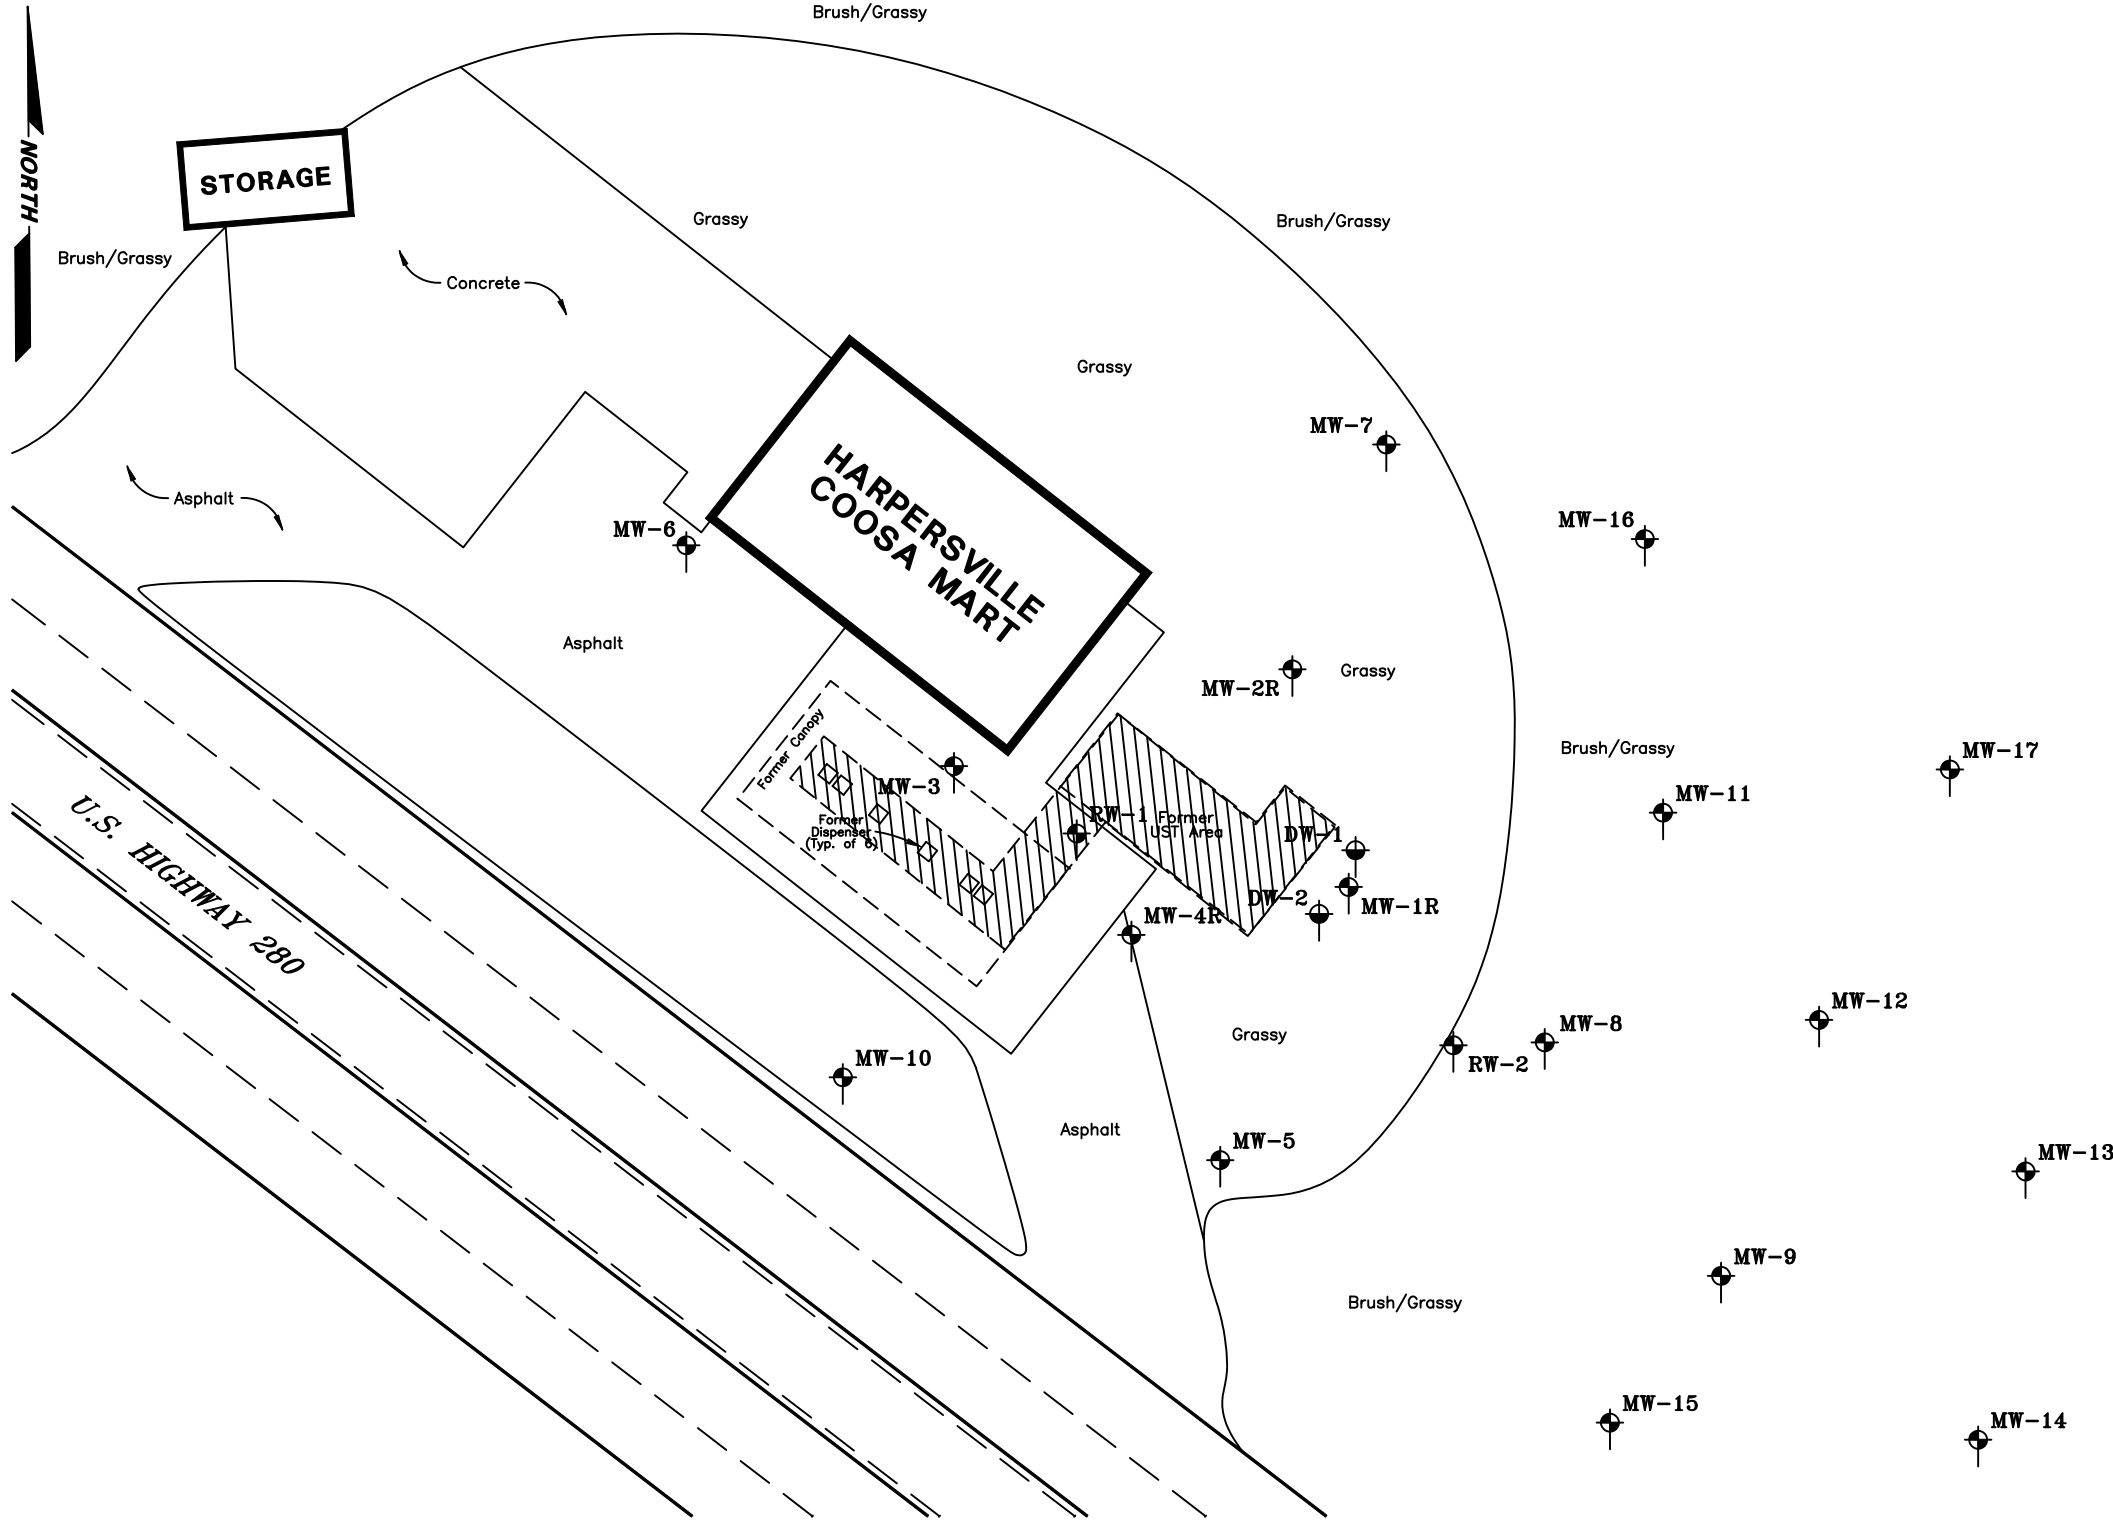 Brush/Grassy
NORTH
STORAGE
Grassy
Brush/Grassy
Brush/Grassy
Concrete
Grassy
MW-7
HARPERSVILLE
COOSA MART
Asphalt
MW-6
MW-16
Asphalt
MW-2R
Grassy
Former Canopy
Brush/Grassy
MW-17
MW-3
MW-11
RW-1
Former
UST Area
Former
Dispenser
(Typ. of 6)
DW-1
U.S. HIGHWAY 280
DW-2
MW-1R
MW-4R
MW-12
Grassy
MW-8
RW-2
MW-10
Asphalt
MW-5
MW-13
MW-9
Brush/Grassy
MW-15
MW-14